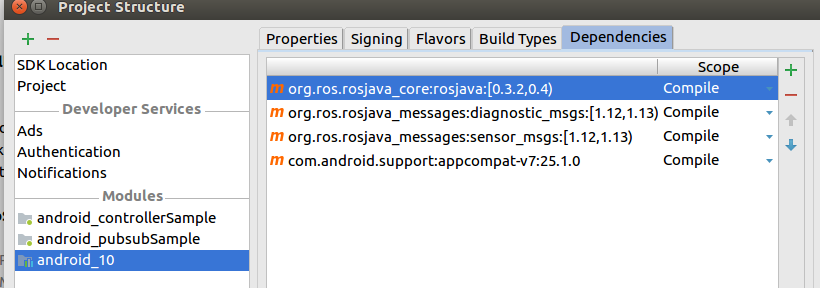 Project Structure
SDK Location
Project
Developer Services
Ads
Authentication
Notifications
Modules
android_controllerSample
android_pubsubSample
android_10
Properties
Signing
Flavors
Build Types
Dependencies
Scope
m org.ros.rosjava_core:rosjava:[0.3.2,0.4) Compile
m org.ros.rosjava_messages:diagnostic_msgs:[1.12,1.13) Compile
m org.ros.rosjava_messages:sensor_msgs:[1.12,1.13) Compile
m com.android.support:appcompat-v7:25.1.0 Compile